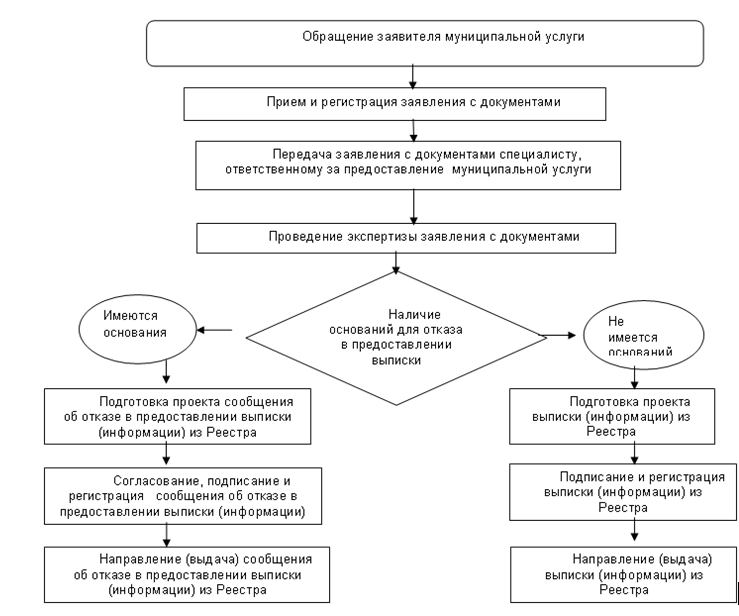 Обращение заявителя муниципальной услуги
Прием и регистрация заявления с документами
Передача заявления с документами специалисту,
ответственному за предоставление муниципальной услуги
Проведение экспертизы заявления с документами
Наличие
оснований для отказа
в предоставлении
выписки
Имеются
основания
Не
имеется
оснований
Подготовка проекта сообщения
об отказе в предоставлении выписки
(информации) из Реестра
Согласование, подписание и
регистрация сообщения об отказе в
предоставлении выписки (информации)
Направление (выдача) сообщения
об отказе в предоставлении выписки
(информации) из Реестра
Подготовка проекта
выписки (информации) из
Реестра
Подписание и регистрация
выписки (информации) из
Реестра
Направление (выдача)
выписки (информации) из
Реестра